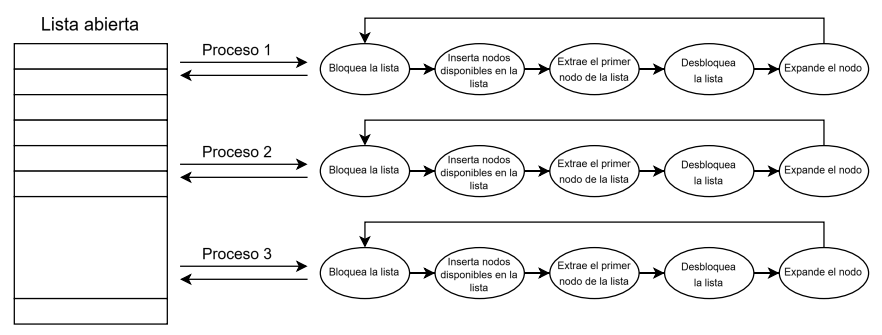 Lista abierta
Proceso 1
Bloquea la lista
Inserta nodos
disponibles en la
lista
Extrae el primer
nodo de la lista
Desbloquea
la lista
Expande el nodo
Proceso 2
Bloquea la lista
Inserta nodos
disponibles en la
lista
Extrae el primer
nodo de la lista
Desbloquea
la lista
Expande el nodo
Proceso 3
Bloquea la lista
Inserta nodos
disponibles en la
lista
Extrae el primer
nodo de la lista
Desbloquea
la lista
Expande el nodo